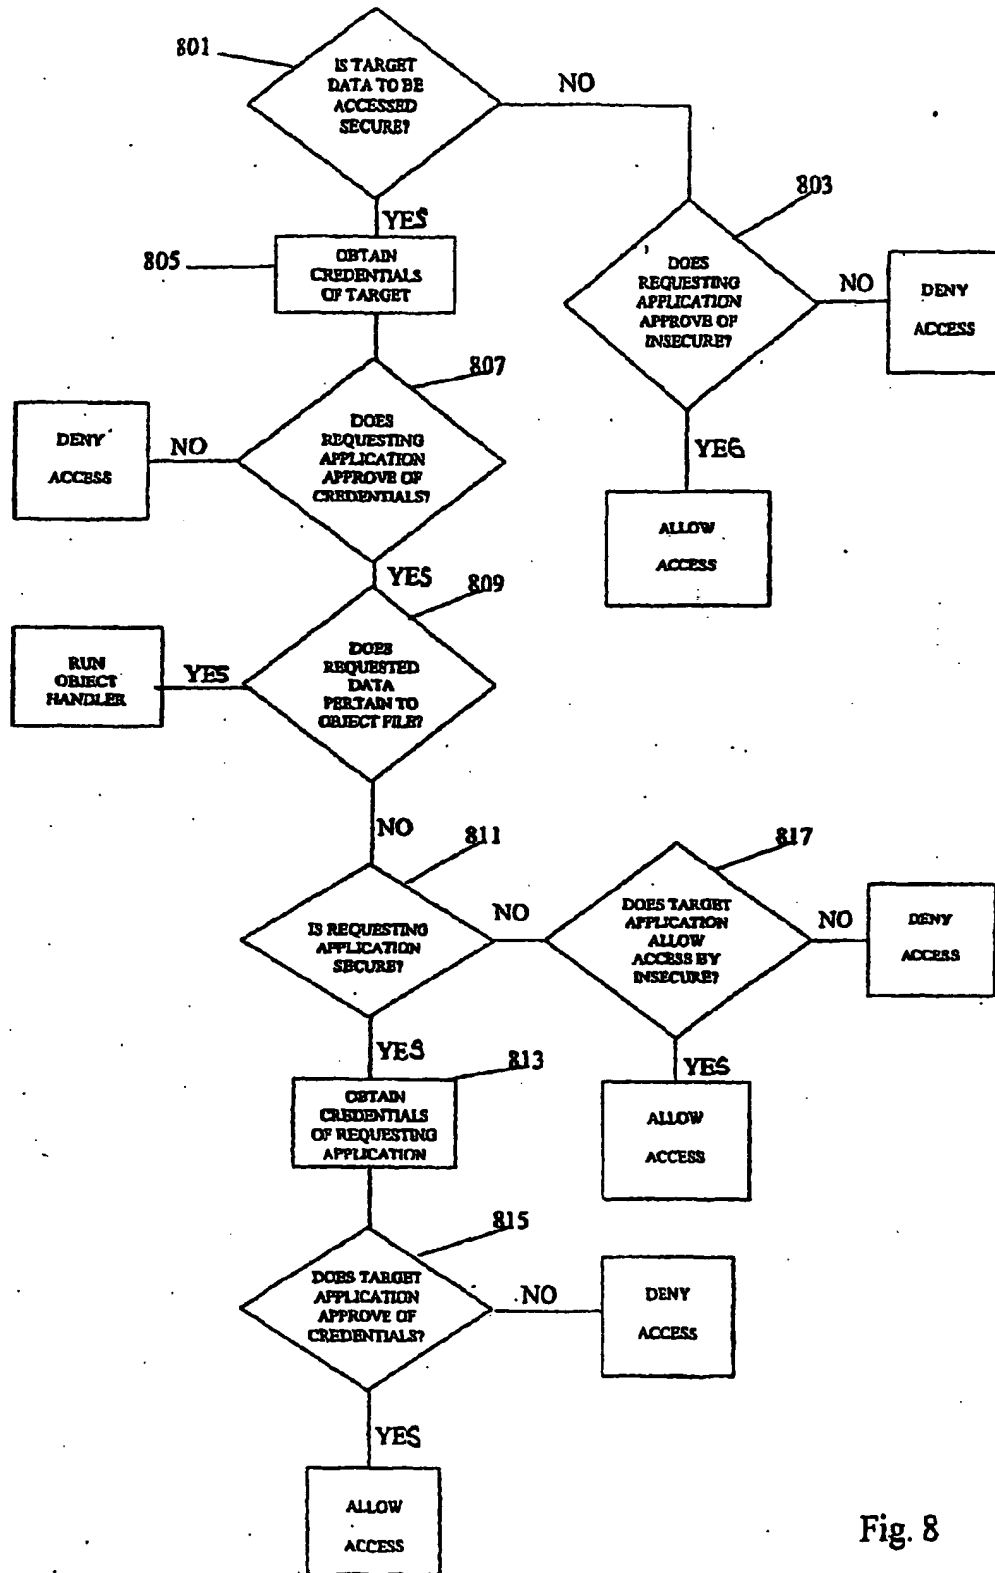 801
IS TARGET
DATA TO BE
ACCESSED
SECURE?
NO
YES
803
DOES
REQUESTING
APPLICATION
APPROVE OF
INSECURE?
NO
DENY
ACCESS
YES
ALLOW
ACCESS
805
OBTAIN
CREDENTIALS
OF TARGET
807
DOES
REQUESTING
APPLICATION
APPROVE OF
CREDENTIALS?
NO
DENY
ACCESS
YES
809
DOES
REQUESTED
DATA
PERTAIN TO
OBJECT FILE?
YES
RUN
OBJECT
HANDLER
NO
811
IS REQUESTING
APPLICATION
SECURE?
NO
817
DOES TARGET
APPLICATION
ALLOW
ACCESS BY
INSECURE?
NO
DENY
ACCESS
YES
ALLOW
ACCESS
YES
813
OBTAIN
CREDENTIALS
OF REQUESTING
APPLICATION
815
DOES TARGET
APPLICATION
APPROVE OF
CREDENTIALS?
NO
DENY
ACCESS
YES
ALLOW
ACCESS
Fig. 8